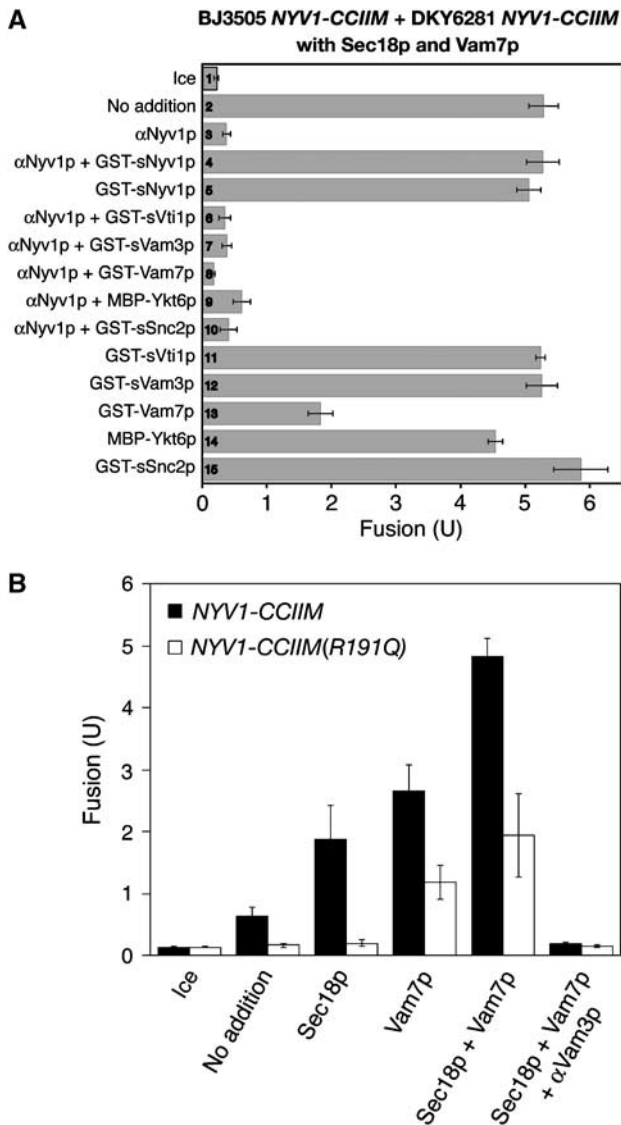 A
BJ3505 NYV1-CCIIM + DKY6281 NYV1-CCIIM
with Sec18p and Vam7p
Ice 1
No addition 2
αNyv1p 3
αNyv1p + GST-sNyv1p 4
GST-sNyv1p 5
αNyv1p + GST-sVti1p 6
αNyv1p + GST-sVam3p 7
αNyv1p + GST-Vam7p 8
αNyv1p + MBP-Ykt6p 9
αNyv1p + GST-sSnc2p 10
GST-sVti1p 11
GST-sVam3p 12
GST-Vam7p 13
MBP-Ykt6p 14
GST-sSnc2p 15
0 1 2 3 4 5 6
Fusion (U)
B
NYV1-CCIIM
NYV1-CCIIM(R191Q)
6
5
4
3
2
1
0
Fusion (U)
Ice
No addition
Sec18p
Vam7p
Sec18p + Vam7p
Sec18p + Vam7p
+ αVam3p